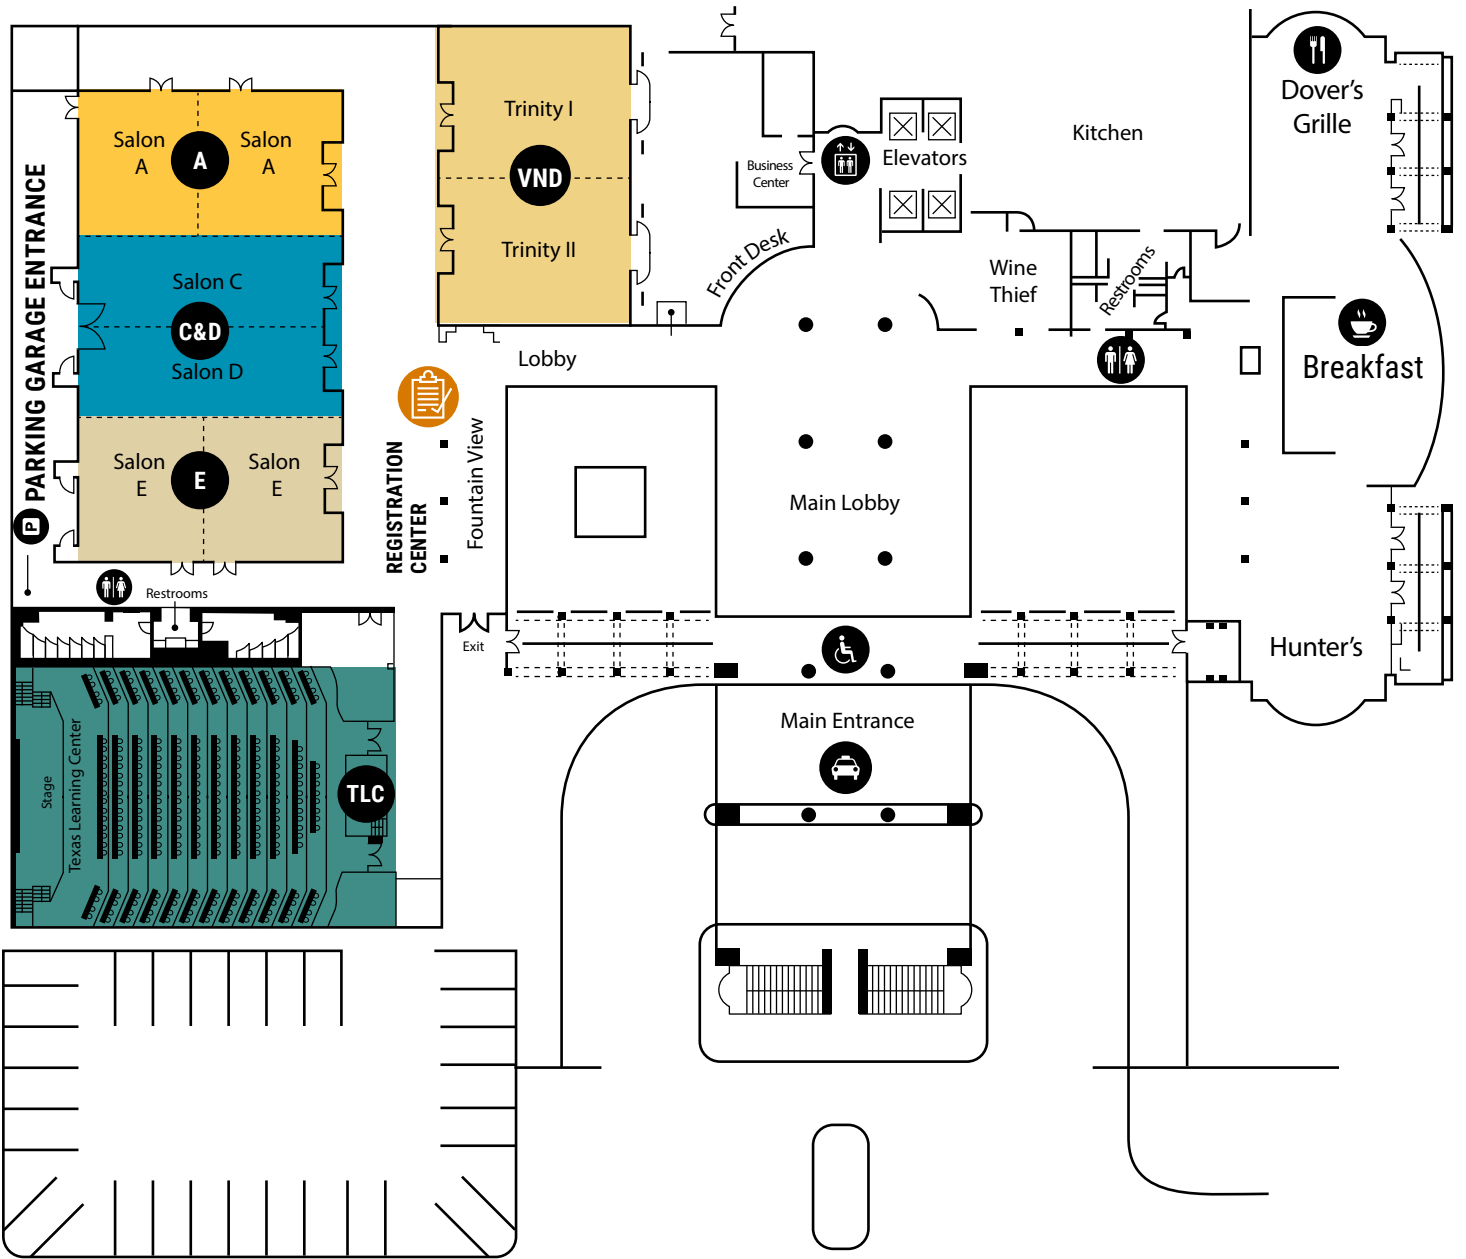 Trinity I
VND
Trinity II
Salon
A
A
Salon
A
Salon C
C&D
Salon D
Salon
E
E
Salon
E
P
PARKING GARAGE ENTRANCE
Business
Center
Elevators
Kitchen
Dover's
Grille
Front Desk
Wine
Thief
Restrooms
Breakfast
Lobby
REGISTRATION
CENTER
Fountain View
Main Lobby
Restrooms
Exit
Hunter's
Main Entrance
Stage
Texas Learning Center
TLC